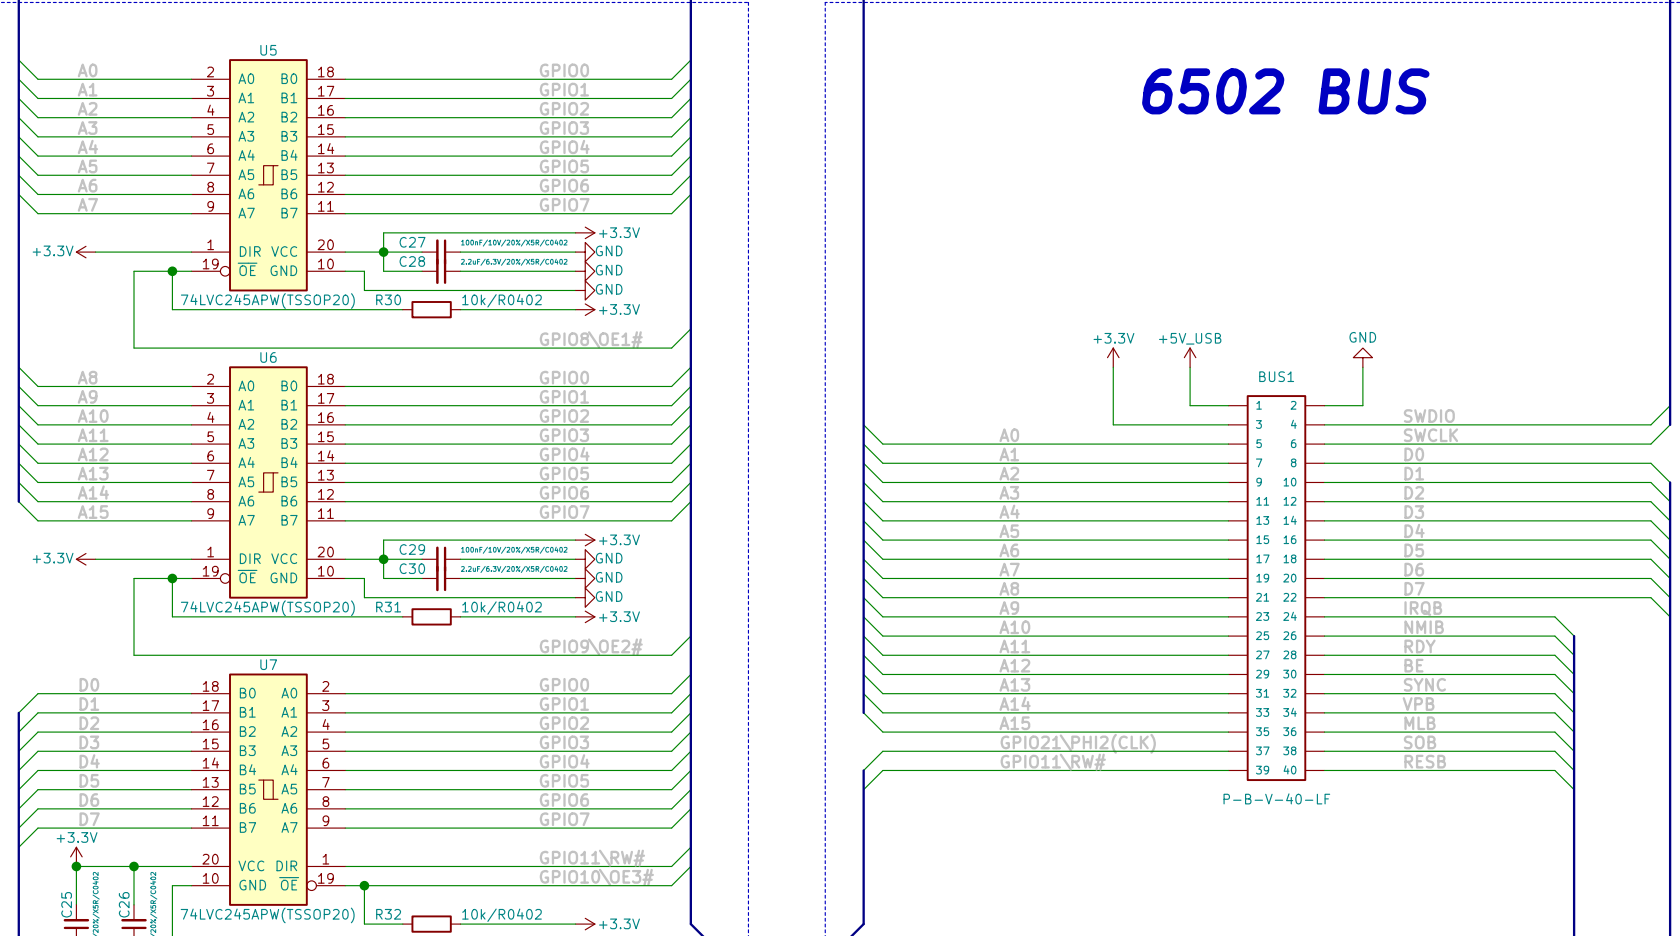 6502 BUS
U5
A0 2 A0 B0 18 GPIO0
A1 3 A1 B1 17 GPIO1
A2 4 A2 B2 16 GPIO2
A3 5 A3 B3 15 GPIO3
A4 6 A4 B4 14 GPIO4
A5 7 A5 B5 13 GPIO5
A6 8 A6 B6 12 GPIO6
A7 9 A7 B7 11 GPIO7
+3.3V
+3.3V 1 DIR VCC 20 C27 100nF/10V/20%/X5R/C0402 GND
19 OE GND 10 C28 2.2uF/6.3V/20%/X5R/C0402 GND
GND
74LVC245APW(TSSOP20) R30 10k/R0402 +3.3V
GPIO8\OE1#
U6
A8 2 A0 B0 18 GPIO0
A9 3 A1 B1 17 GPIO1
A10 4 A2 B2 16 GPIO2
A11 5 A3 B3 15 GPIO3
A12 6 A4 B4 14 GPIO4
A13 7 A5 B5 13 GPIO5
A14 8 A6 B6 12 GPIO6
A15 9 A7 B7 11 GPIO7
+3.3V
+3.3V 1 DIR VCC 20 C29 100nF/10V/20%/X5R/C0402 GND
19 OE GND 10 C30 2.2uF/6.3V/20%/X5R/C0402 GND
GND
74LVC245APW(TSSOP20) R31 10k/R0402 +3.3V
GPIO9\OE2#
U7
D0 18 B0 A0 2 GPIO0
D1 17 B1 A1 3 GPIO1
D2 16 B2 A2 4 GPIO2
D3 15 B3 A3 5 GPIO3
D4 14 B4 A4 6 GPIO4
D5 13 B5 A5 7 GPIO5
D6 12 B6 A6 8 GPIO6
D7 11 B7 A7 9 GPIO7
+3.3V
20 VCC DIR 1 GPIO11\RW#
10 GND OE 19 GPIO10\OE3#
74LVC245APW(TSSOP20) R32 10k/R0402 +3.3V
C25 20%/X5R/C0402
C26 20%/X5R/C0402
+3.3V +5V_USB GND
BUS1
1 2
3 4 SWDIO
A0 5 6 SWCLK
A1 7 8 D0
A2 9 10 D1
A3 11 12 D2
A4 13 14 D3
A5 15 16 D4
A6 17 18 D5
A7 19 20 D6
A8 21 22 D7
A9 23 24 IRQB
A10 25 26 NMIB
A11 27 28 RDY
A12 29 30 BE
A13 31 32 SYNC
A14 33 34 VPB
A15 35 36 MLB
GPIO21\PHI2(CLK) 37 38 SOB
GPIO11\RW# 39 40 RESB
P-B-V-40-LF